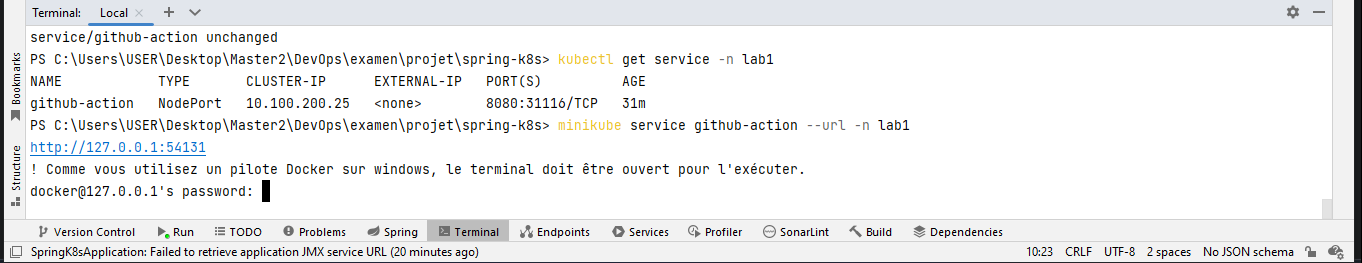 Terminal: Local × + 
service/github-action unchanged
PS C:\Users\USER\Desktop\Master2\DevOps\examen\projet\spring-k8s> kubectl get service -n lab1
NAME TYPE CLUSTER-IP EXTERNAL-IP PORT(S) AGE
github-action NodePort 10.100.200.25 <none> 8080:31116/TCP 31m
PS C:\Users\USER\Desktop\Master2\DevOps\examen\projet\spring-k8s> minikube service github-action --url -n lab1
http://127.0.0.1:54131
! Comme vous utilisez un pilote Docker sur windows, le terminal doit être ouvert pour l'exécuter.
docker@127.0.0.1's password:
Bookmarks
Structure
Version Control Run TODO Problems Spring Terminal Endpoints Services Profiler SonarLint Build Dependencies
SpringK8sApplication: Failed to retrieve application JMX service URL (20 minutes ago) 10:23 CRLF UTF-8 2 spaces No JSON schema